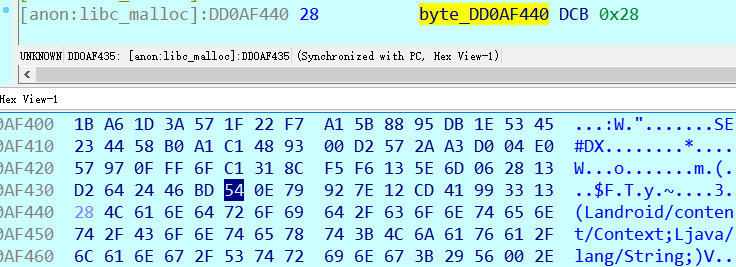 [anon:libc_malloc]:DD0AF440 28 byte_DD0AF440 DCB 0x28
UNKNOWN DD0AF435: [anon:libc_malloc]:DD0AF435 (Synchronized with PC, Hex View-1)
Hex View-1
0AF400 1B A6 1D 3A 57 1F 22 F7 A1 5B 88 95 DB 1E 53 45 ...:W.".......SE
0AF410 23 44 58 B0 A1 C1 48 93 00 D2 57 2A A3 D0 04 E0 #DX........*....
0AF420 57 97 0F FF 6F C1 31 8C F5 F6 13 5E 6D 06 28 13 W...o.......m.(.
0AF430 D2 64 24 46 BD 54 0E 79 92 7E 12 CD 41 99 33 13 ..$F.T.y.~....3.
0AF440 28 4C 61 6E 64 72 6F 69 64 2F 63 6F 6E 74 65 6E (Landroid/conten
0AF450 74 2F 43 6F 6E 74 65 78 74 3B 4C 6A 61 76 61 2F t/Context;Ljava/
0AF460 6C 61 6E 67 2F 53 74 72 69 6E 67 3B 29 56 00 2E lang/String;)V..